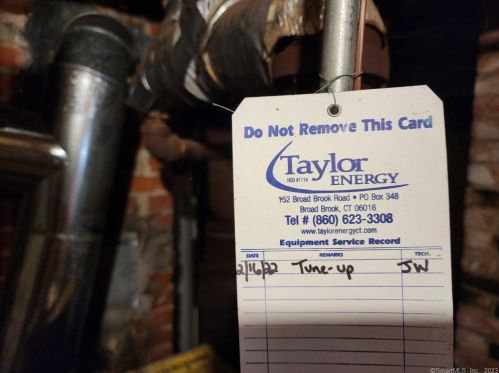 Do Not Remove This Card
Taylor
HOD #1114
ENERGY
152 Broad Brook Road • PO Box 348
Broad Brook, CT 06016
Tel # (860) 623-3308
www.taylorenergyct.com
Equipment Service Record
DATE REMARKS TECH.
2/16/22 Tune-up JW
©SmartMLS, Inc., 2023